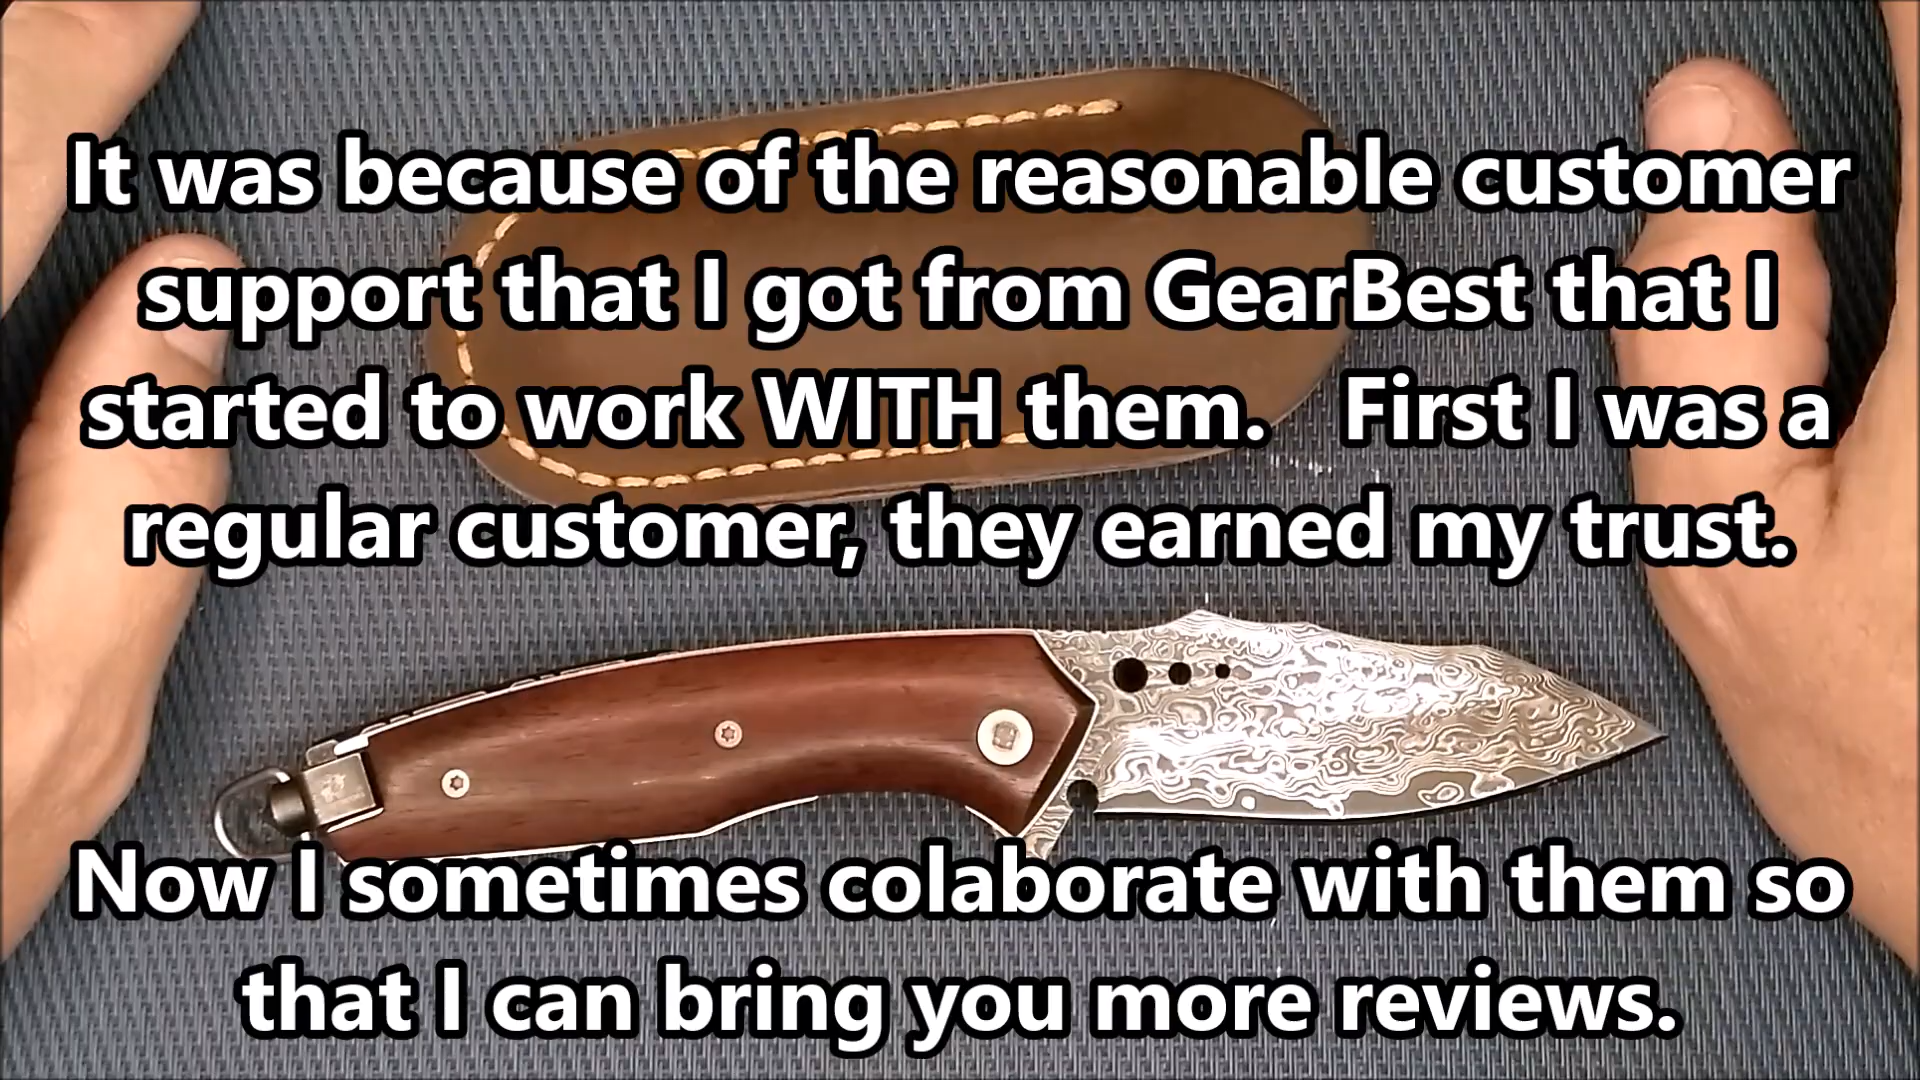 It was because of the reasonable customer
support that I got from GearBest that I
started to work WITH them.   First I was a
regular customer, they earned my trust.
Now I sometimes colaborate with them so
that I can bring you more reviews.